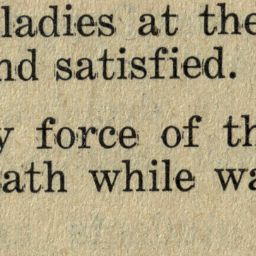 ladies at the
nd satisfied.
y force of th
ath while wa